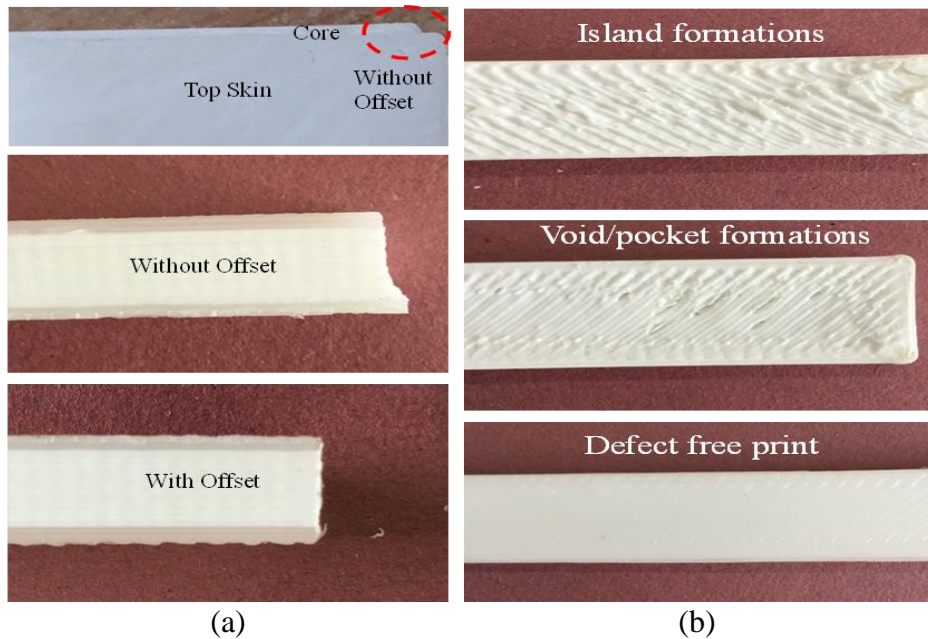 Core
Top Skin
Without
Offset
Without Offset
With Offset
(a)
Island formations
Void/pocket formations
Defect free print
(b)